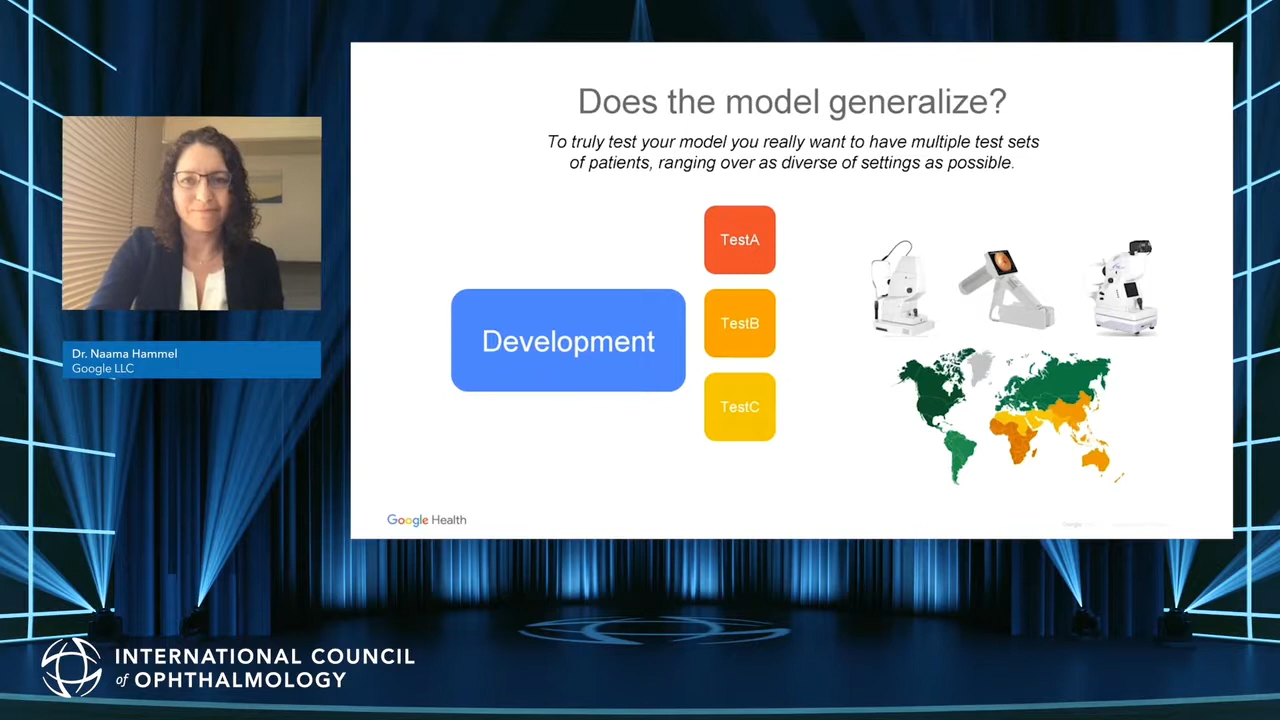 Does the model generalize?
To truly test your model you really want to have multiple test sets
of patients, ranging over as diverse of settings as possible.
TestA
TestB
TestC
Development
Google Health
Dr. Naama Hammel
Google LLC
INTERNATIONAL COUNCIL
of OPHTHALMOLOGY